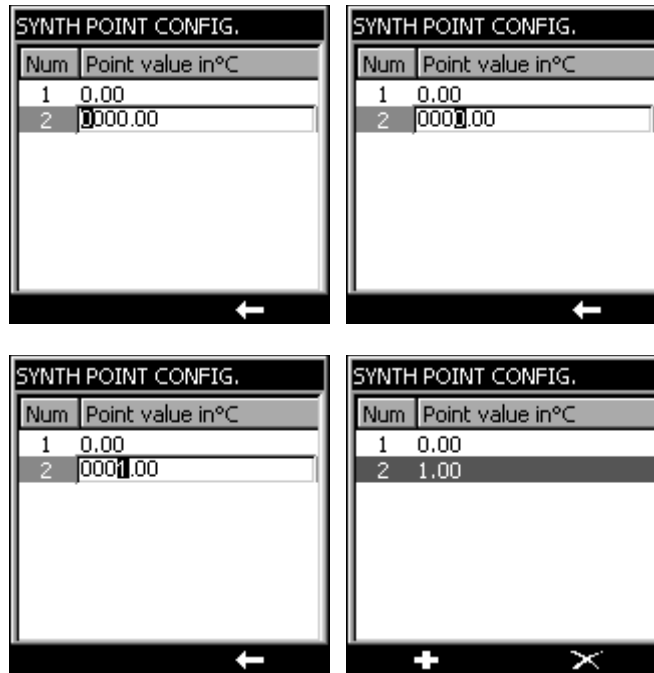 SYNTH POINT CONFIG.
Num Point value in°C
1 0.00
2 0000.00
SYNTH POINT CONFIG.
Num Point value in°C
1 0.00
2 0000.00
SYNTH POINT CONFIG.
Num Point value in°C
1 0.00
2 0001.00
SYNTH POINT CONFIG.
Num Point value in°C
1 0.00
2 1.00